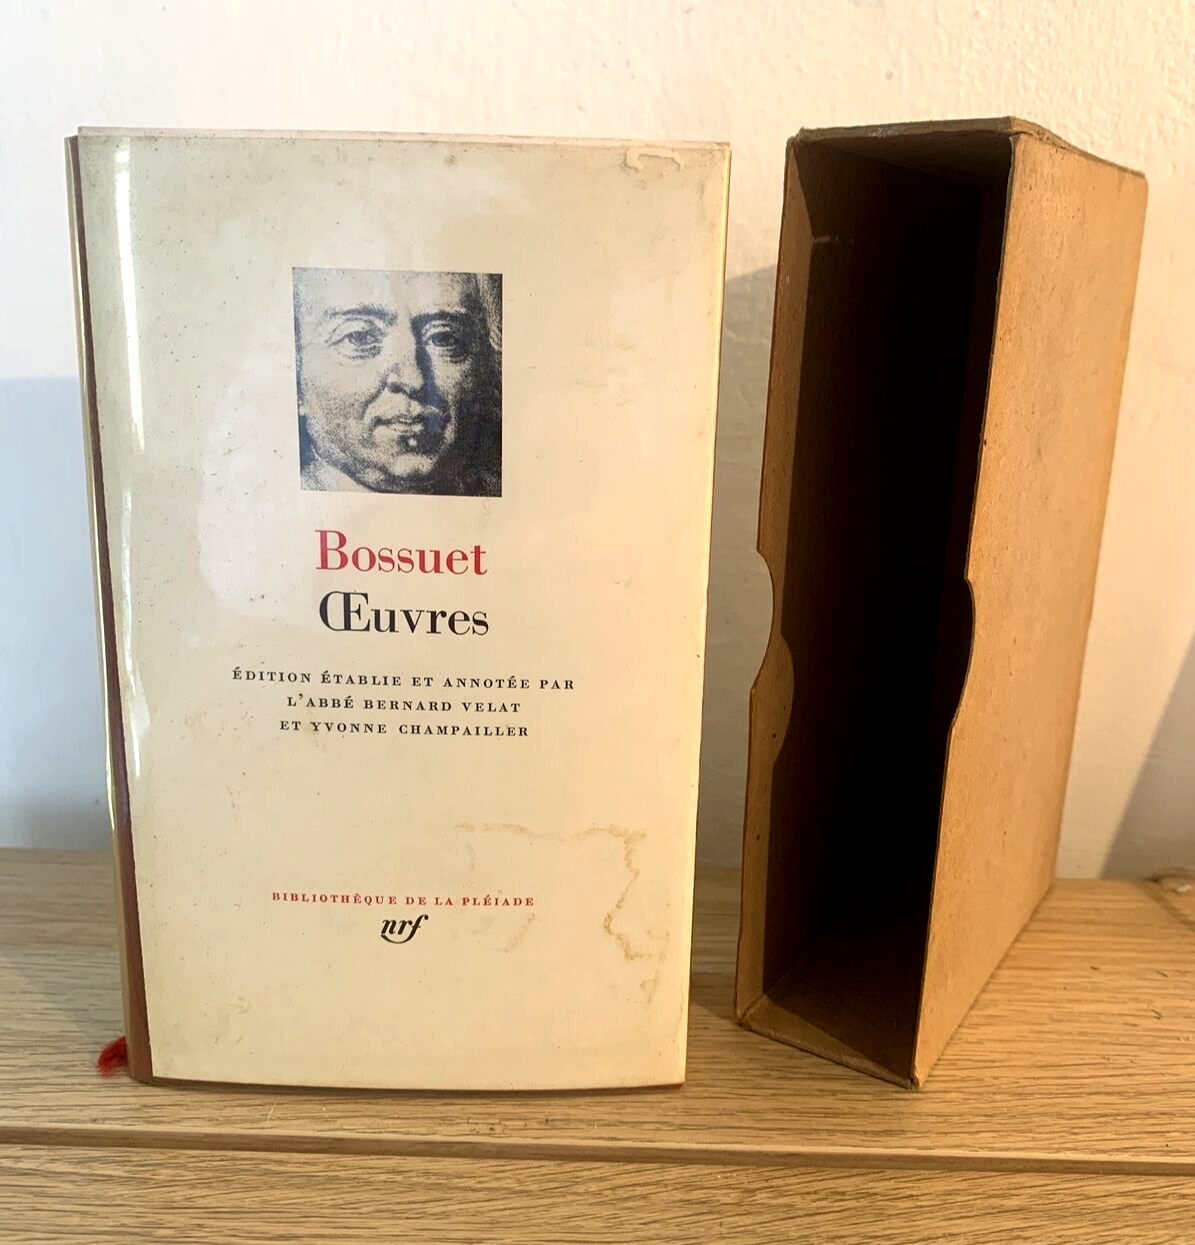 Bossuet
Œuvres
ÉDITION ÉTABLIE ET ANNOTÉE PAR
L'ABBÉ BERNARD VELAT
ET YVONNE CHAMPAILLER
BIBLIOTHÈQUE DE LA PLÉIADE
nrf